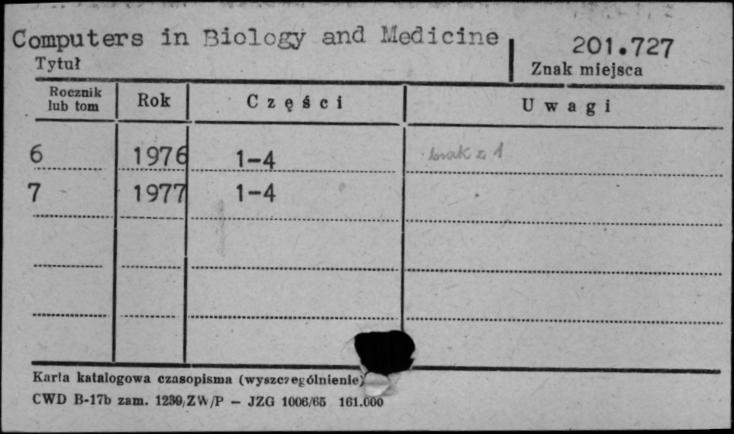 Computers in Biology and Medicine
201.727
Tytuł
Znak miejsca
Rocznik lub tom Rok Części Uwagi
6 1976 1-4 brak z. 1
7 1977 1-4
Karta katalogowa czasopisma (wyszczególnienie)
CWD B-17b zam. 1239/ZW/P — JZG 1006/65 161.000